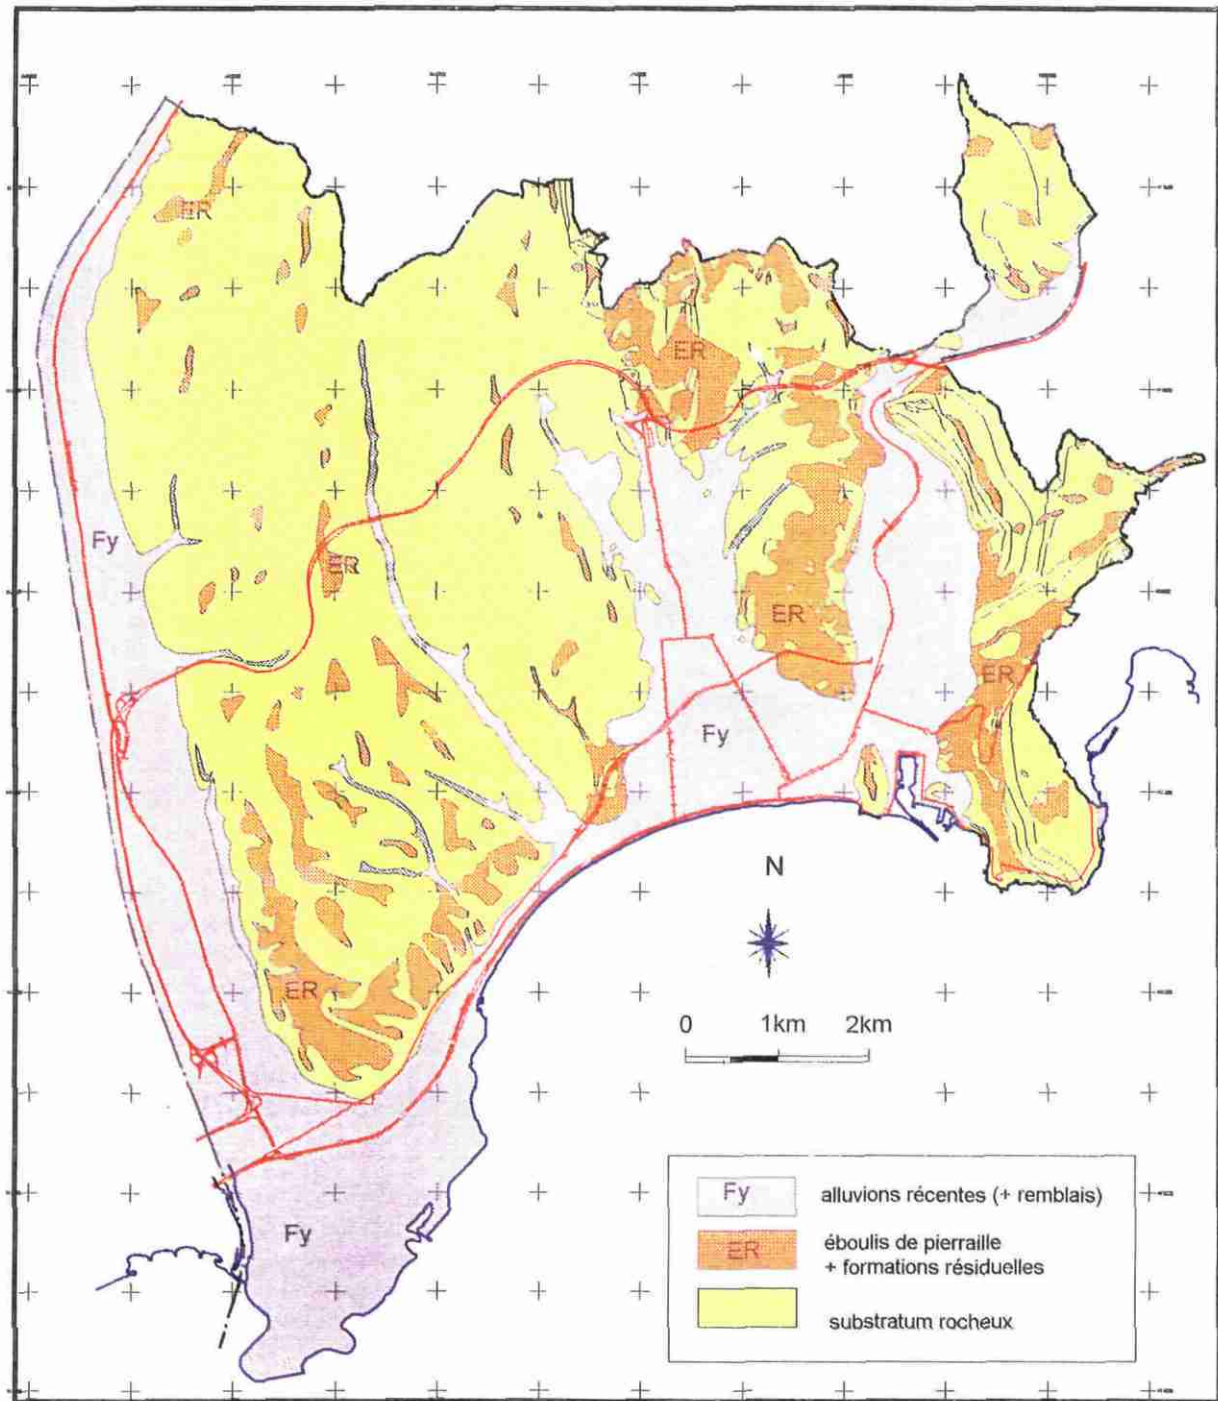 ER
ER
Fy
ER
ER
ER
Fy
N
ER
0 1km 2km
Fy
Fy alluvions récentes (+ remblais)
ER éboulis de pierraille
+ formations résiduelles
substratum rocheux